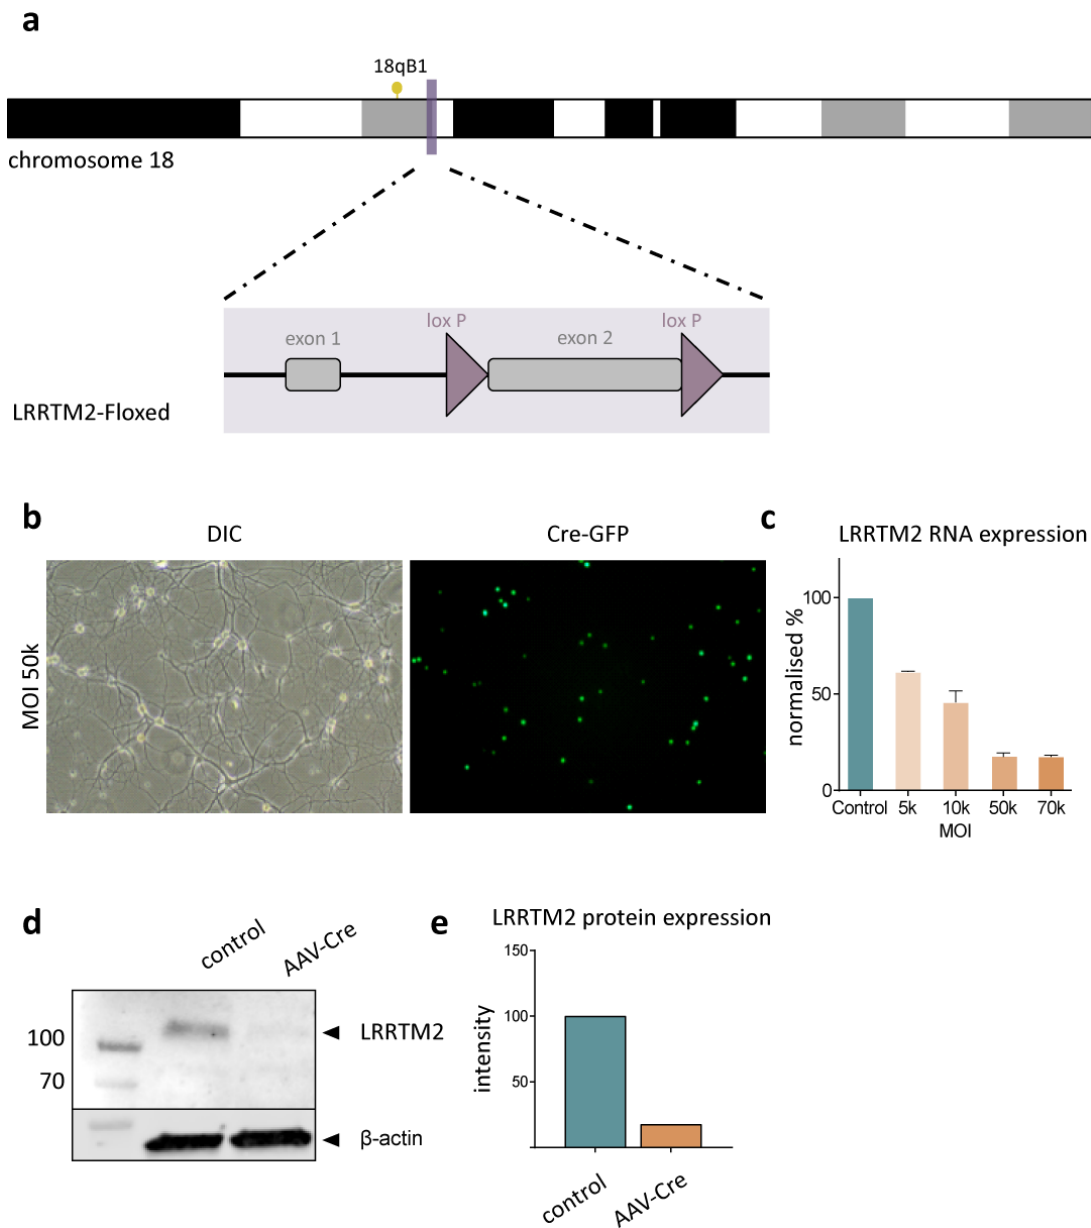 a
18qB1
chromosome 18
lox P
lox P
exon 1
exon 2
LRRTM2-Floxed
b
DIC
Cre-GFP
MOI 50k
c
LRRTM2 RNA expression
normalised %
100
50
0
Control 5k 10k 50k 70k
MOI
d
control
AAV-Cre
100
70
LRRTM2
β-actin
e
LRRTM2 protein expression
intensity
150
100
50
control
AAV-Cre